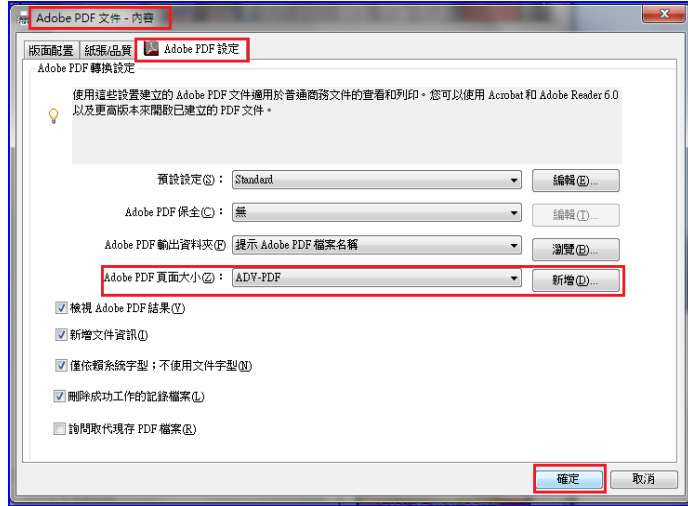 Adobe PDF 文件 - 內容
版面配置 紙張/品質 Adobe PDF 設定
Adobe PDF 轉換設定
使用這些設置建立的 Adobe PDF 文件適用於普通商務文件的查看和列印。您可以使用 Acrobat 和 Adobe Reader 6.0
以及更高版本來開啟已建立的 PDF 文件。
預設設定(S)： Standard 編輯(E)...
Adobe PDF 保全(C)： 無 編輯(I)...
Adobe PDF 輸出資料夾(F) 提示 Adobe PDF 檔案名稱 瀏覽(B)...
Adobe PDF 頁面大小(Z)： ADV-PDF 新增(D)...
檢視 Adobe PDF 結果(V)
新增文件資訊(I)
僅依賴系統字型；不使用文件字型(N)
刪除成功工作的記錄檔案(L)
詢問取代現存 PDF 檔案(R)
確定 取消